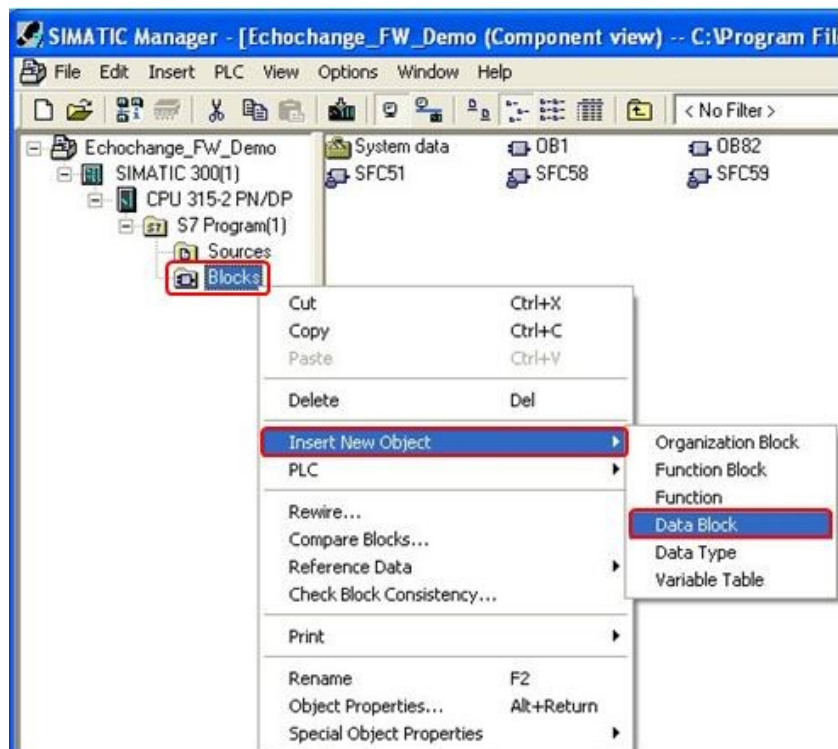 SIMATIC Manager - [Echochange_FW_Demo (Component view) -- C:\Program Fil
File Edit Insert PLC View Options Window Help
< No Filter >
Echochange_FW_Demo
SIMATIC 300(1)
CPU 315-2 PN/DP
S7 Program(1)
Sources
Blocks
System data OB1 OB82
SFC51 SFC58 SFC59
Cut Ctrl+X
Copy Ctrl+C
Paste Ctrl+V
Delete Del
Insert New Object
PLC
Rewire...
Compare Blocks...
Reference Data
Check Block Consistency...
Print
Rename F2
Object Properties... Alt+Return
Special Object Properties
Organization Block
Function Block
Function
Data Block
Data Type
Variable Table